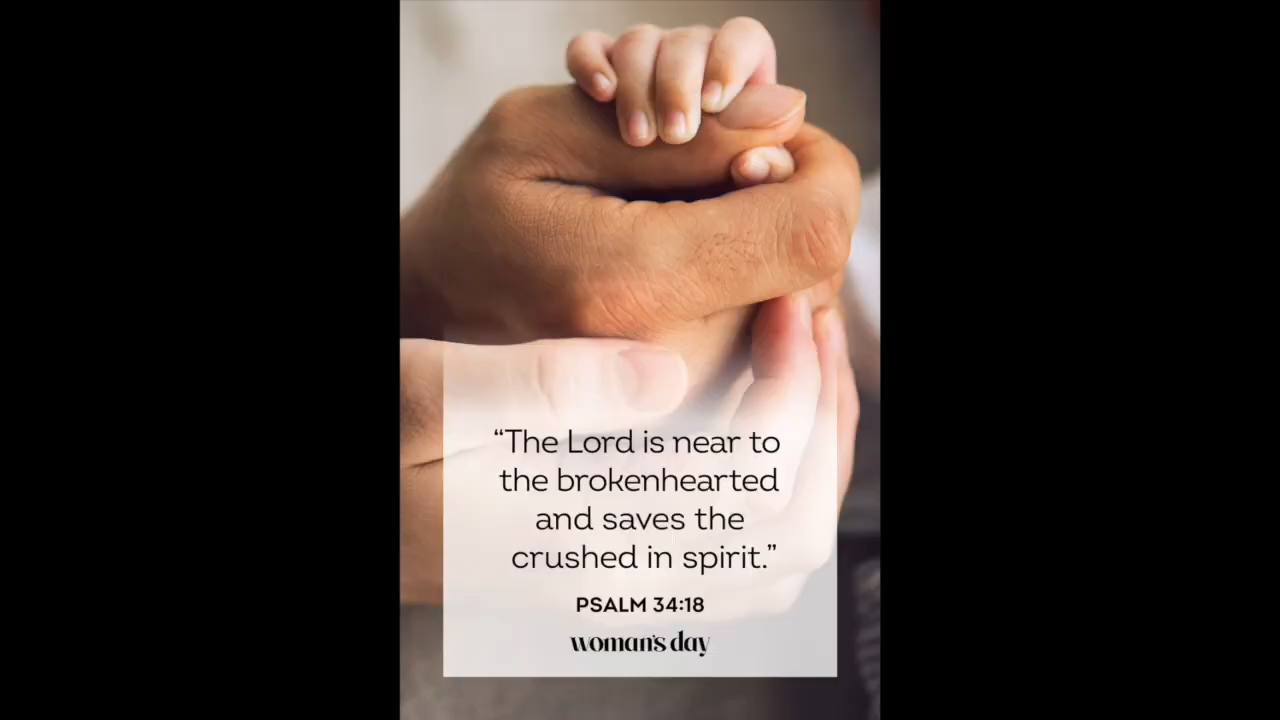 “The Lord is near to
the brokenhearted
and saves the
crushed in spirit.”
PSALM 34:18
woman's day